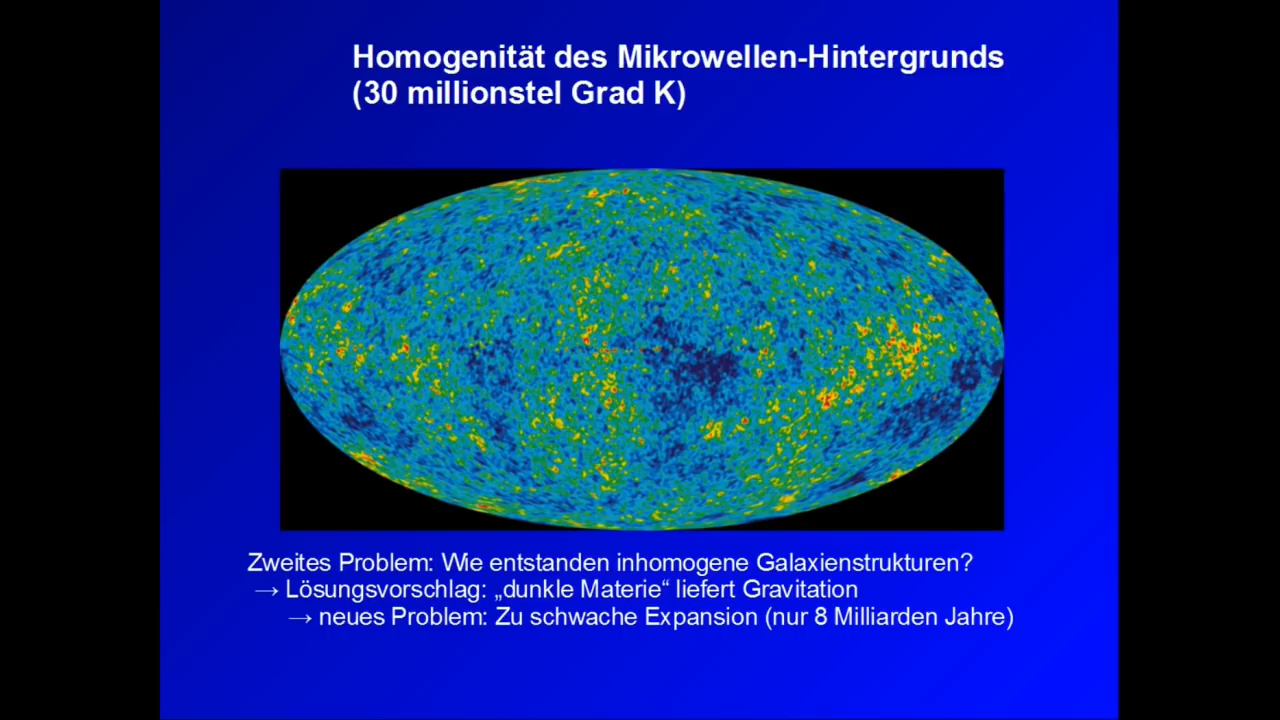 Homogenität des Mikrowellen-Hintergrunds
(30 millionstel Grad K)
Zweites Problem: Wie entstanden inhomogene Galaxienstrukturen?
→ Lösungsvorschlag: „dunkle Materie“ liefert Gravitation
→ neues Problem: Zu schwache Expansion (nur 8 Milliarden Jahre)